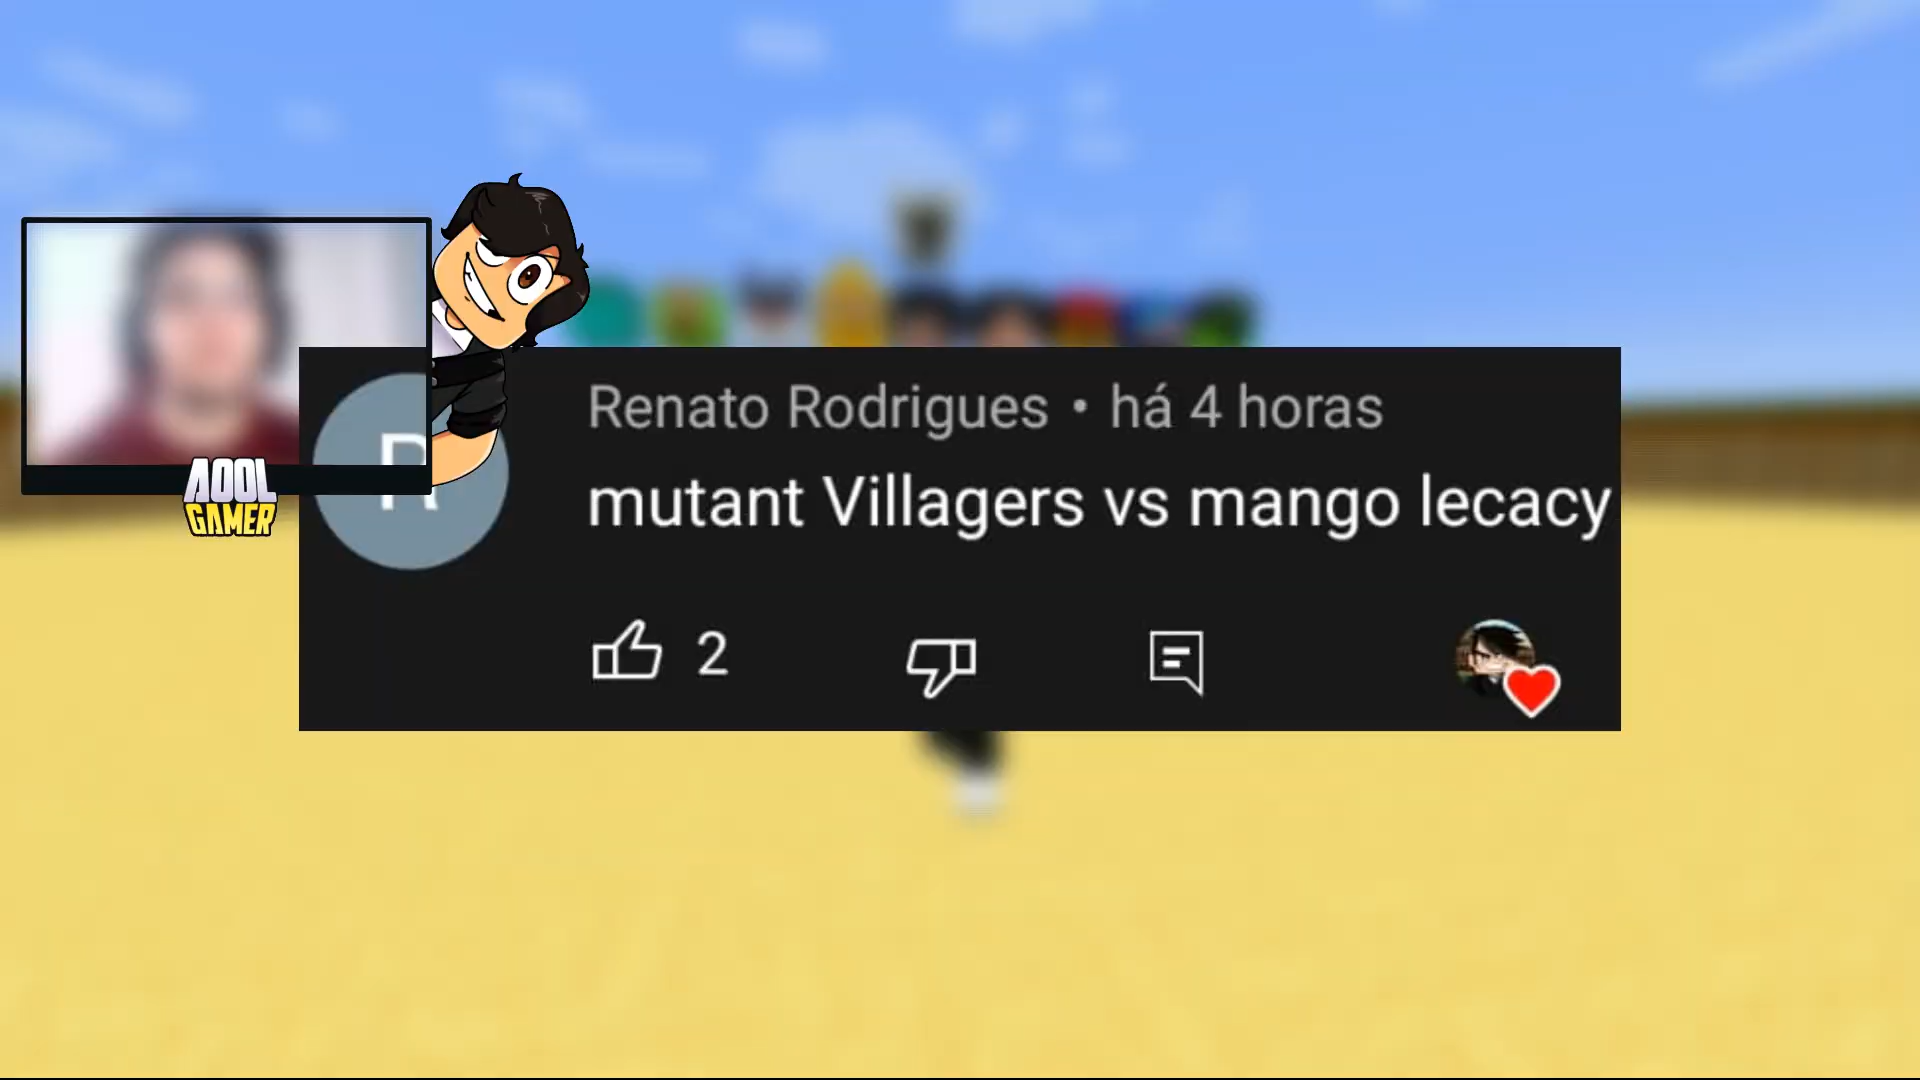 Renato Rodrigues • há 4 horas
mutant Villagers vs mango lecacy
R
2
AOOL
GAMER